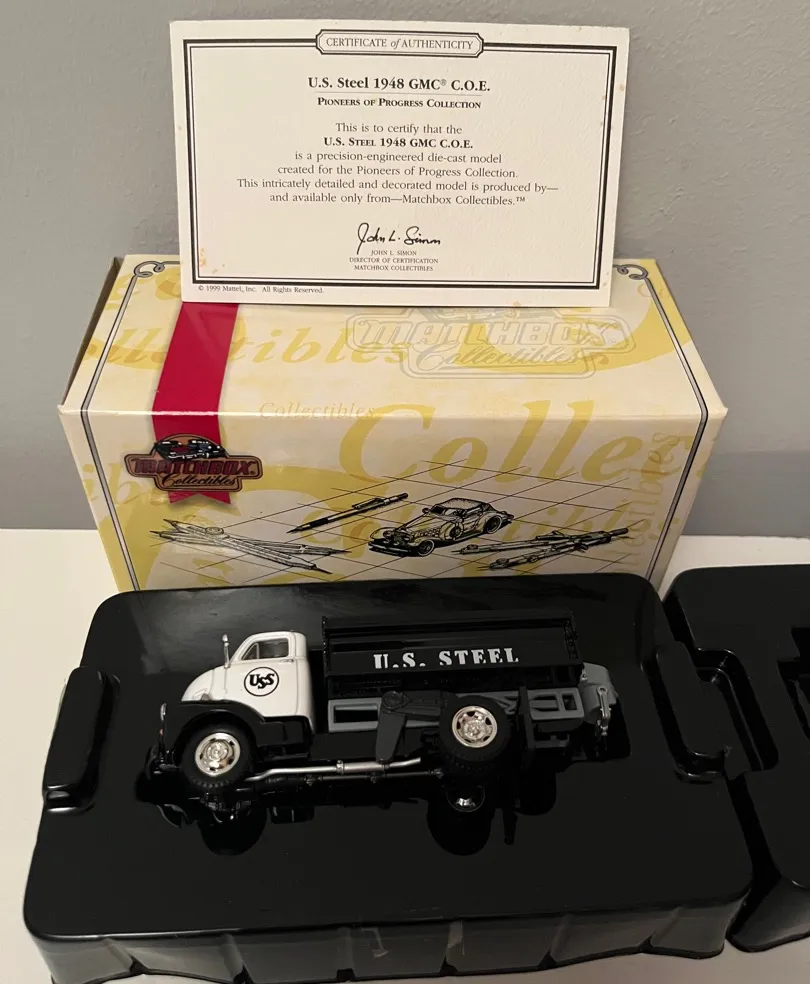 CERTIFICATE of AUTHENTICITY
U.S. Steel 1948 GMC® C.O.E.
PIONEERS OF PROGRESS COLLECTION
This is to certify that the
U.S. STEEL 1948 GMC C.O.E.
is a precision-engineered die-cast model
created for the Pioneers of Progress Collection.
This intricately detailed and decorated model is produced by—
and available only from—Matchbox Collectibles.™
John L. Simon
JOHN L. SIMON
DIRECTOR OF CERTIFICATION
MATCHBOX COLLECTIBLES
© 1999 Mattel, Inc. All Rights Reserved.
MATCHBOX
Collectibles
Collectibles
Colle
MATCHBOX
Collectibles
U.S. STEEL
USS